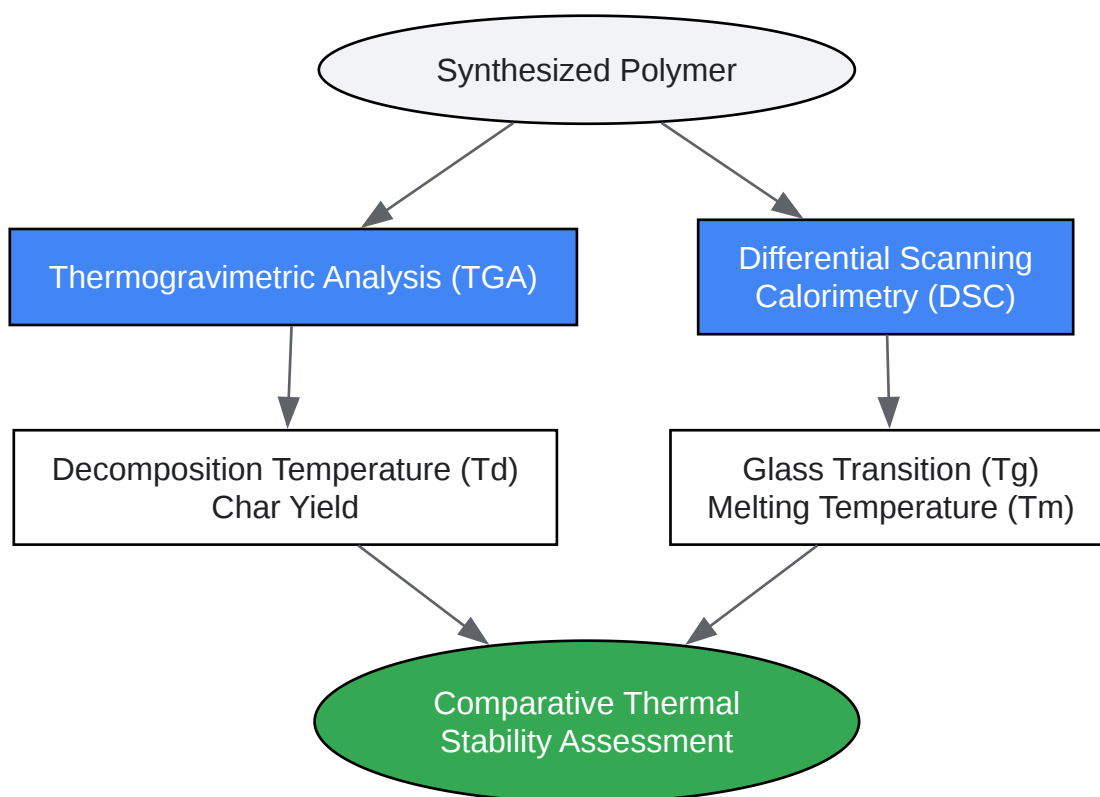 Synthesized Polymer
Thermogravimetric Analysis (TGA)
Differential Scanning
Calorimetry (DSC)
Decomposition Temperature (Td)
Char Yield
Glass Transition (Tg)
Melting Temperature (Tm)
Comparative Thermal
Stability Assessment